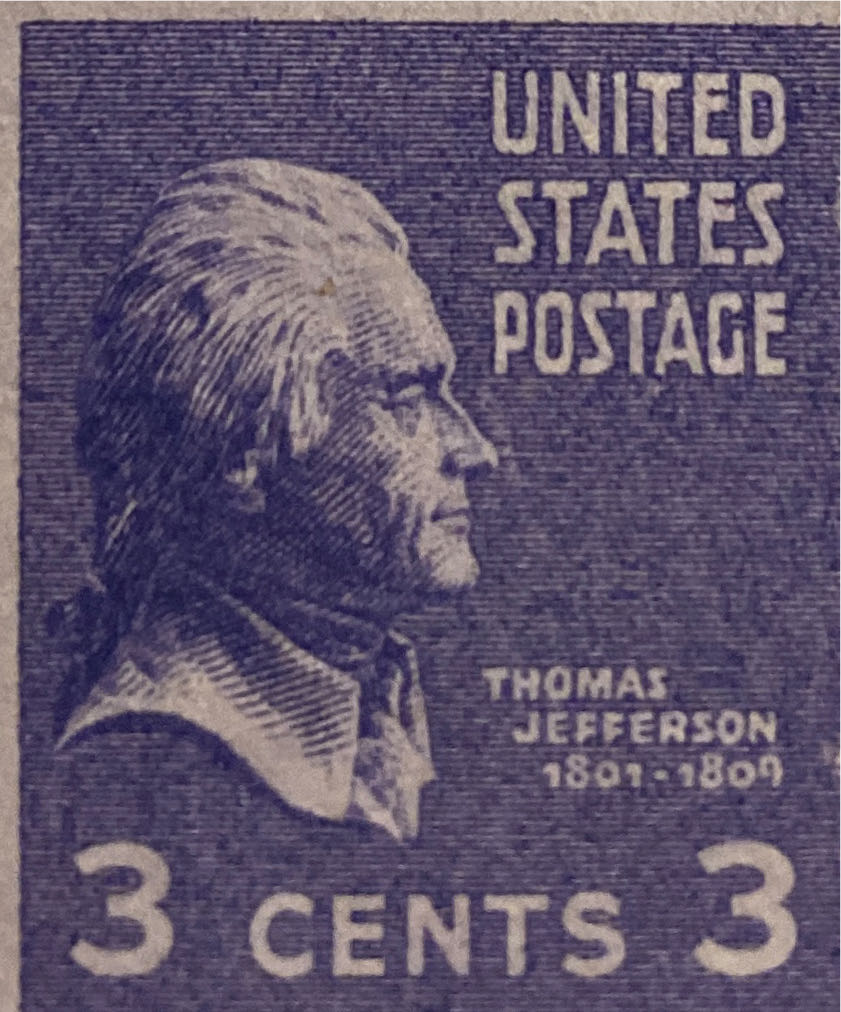 UNITED
STATES
POSTAGE
THOMAS
JEFFERSON
1801-1809
3 CENTS 3